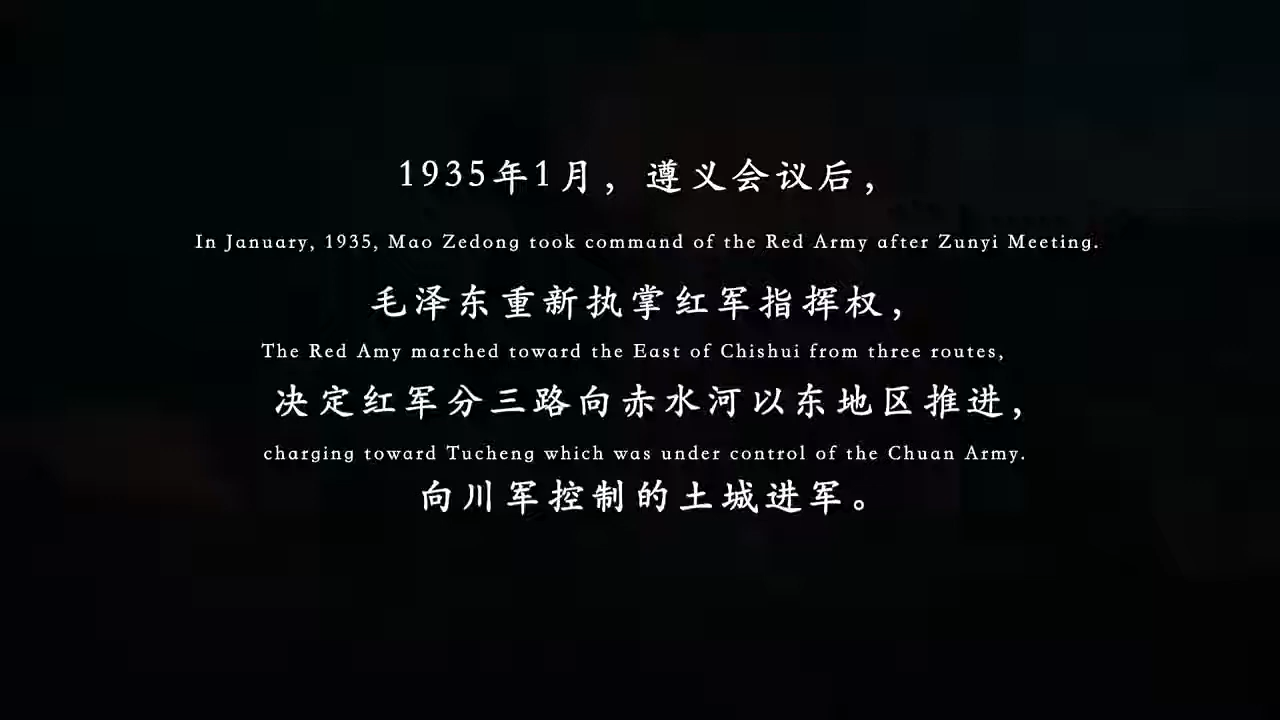 1935年1月，遵义会议后，
In January, 1935, Mao Zedong took command of the Red Army after Zunyi Meeting.
毛泽东重新执掌红军指挥权，
The Red Amy marched toward the East of Chishui from three routes,
决定红军分三路向赤水河以东地区推进，
charging toward Tucheng which was under control of the Chuan Army.
向川军控制的土城进军。